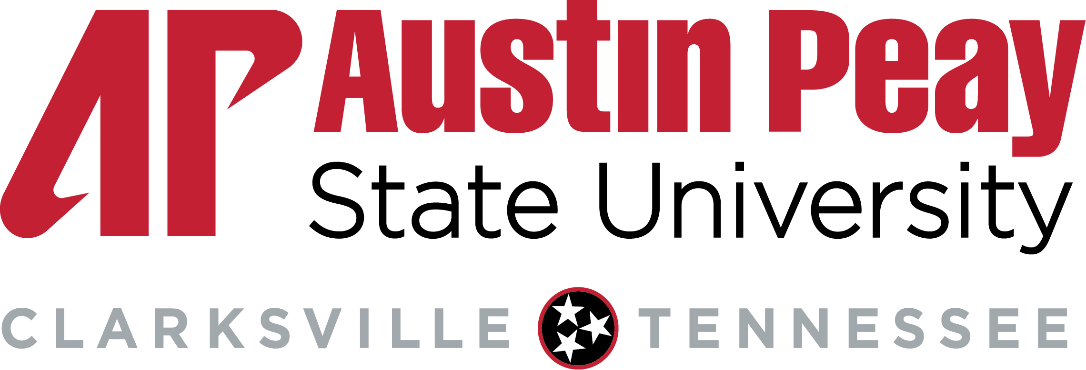 AP Austin Peay
State University
CLARKSVILLE TENNESSEE